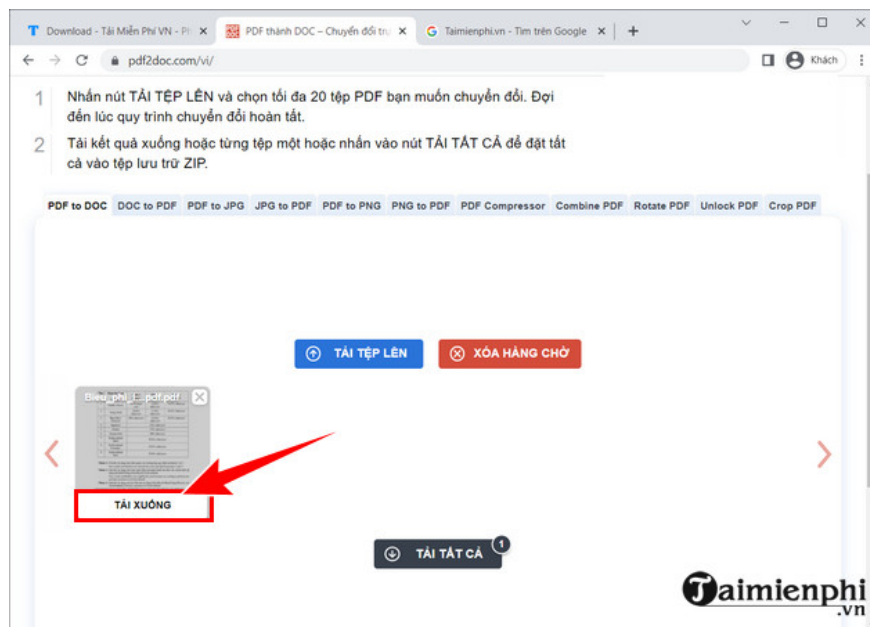 Download - Tải Miễn Phí VN - Ph
PDF thành DOC – Chuyển đổi trự
Taimienphi.vn - Tìm trên Google
pdf2doc.com/vi/
Khách
1 Nhấn nút TẢI TỆP LÊN và chọn tối đa 20 tệp PDF bạn muốn chuyển đổi. Đợi
đến lúc quy trình chuyển đổi hoàn tất.
2 Tải kết quả xuống hoặc từng tệp một hoặc nhấn vào nút TẢI TẤT CẢ để đặt tất
cả vào tệp lưu trữ ZIP.
PDF to DOC DOC to PDF PDF to JPG JPG to PDF PDF to PNG PNG to PDF PDF Compressor Combine PDF Rotate PDF Unlock PDF Crop PDF
TẢI TỆP LÊN
XÓA HÀNG CHỜ
TẢI XUỐNG
TẢI TẤT CẢ 1
Taimienphi
.vn